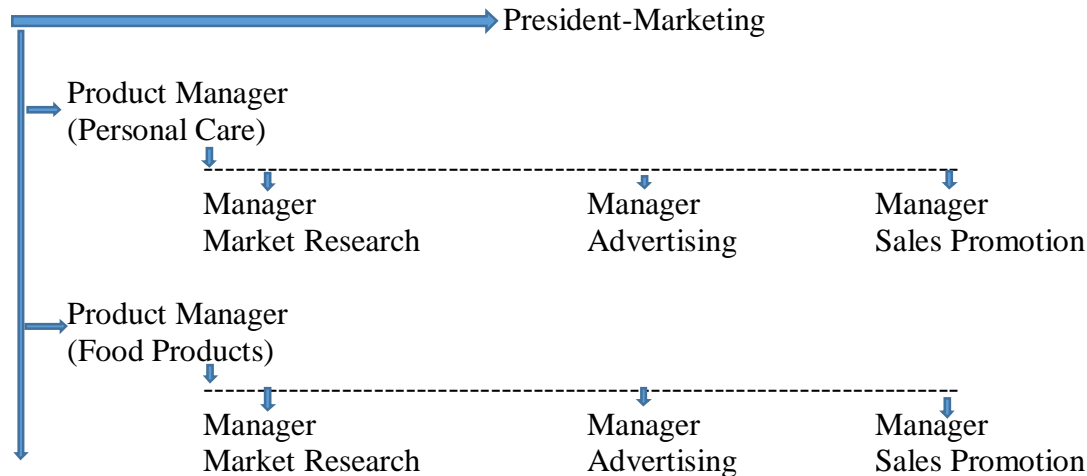 President-Marketing
Product Manager
(Personal Care)
Manager Manager Manager
Market Research Advertising Sales Promotion
Product Manager
(Food Products)
Manager Manager Manager
Market Research Advertising Sales Promotion